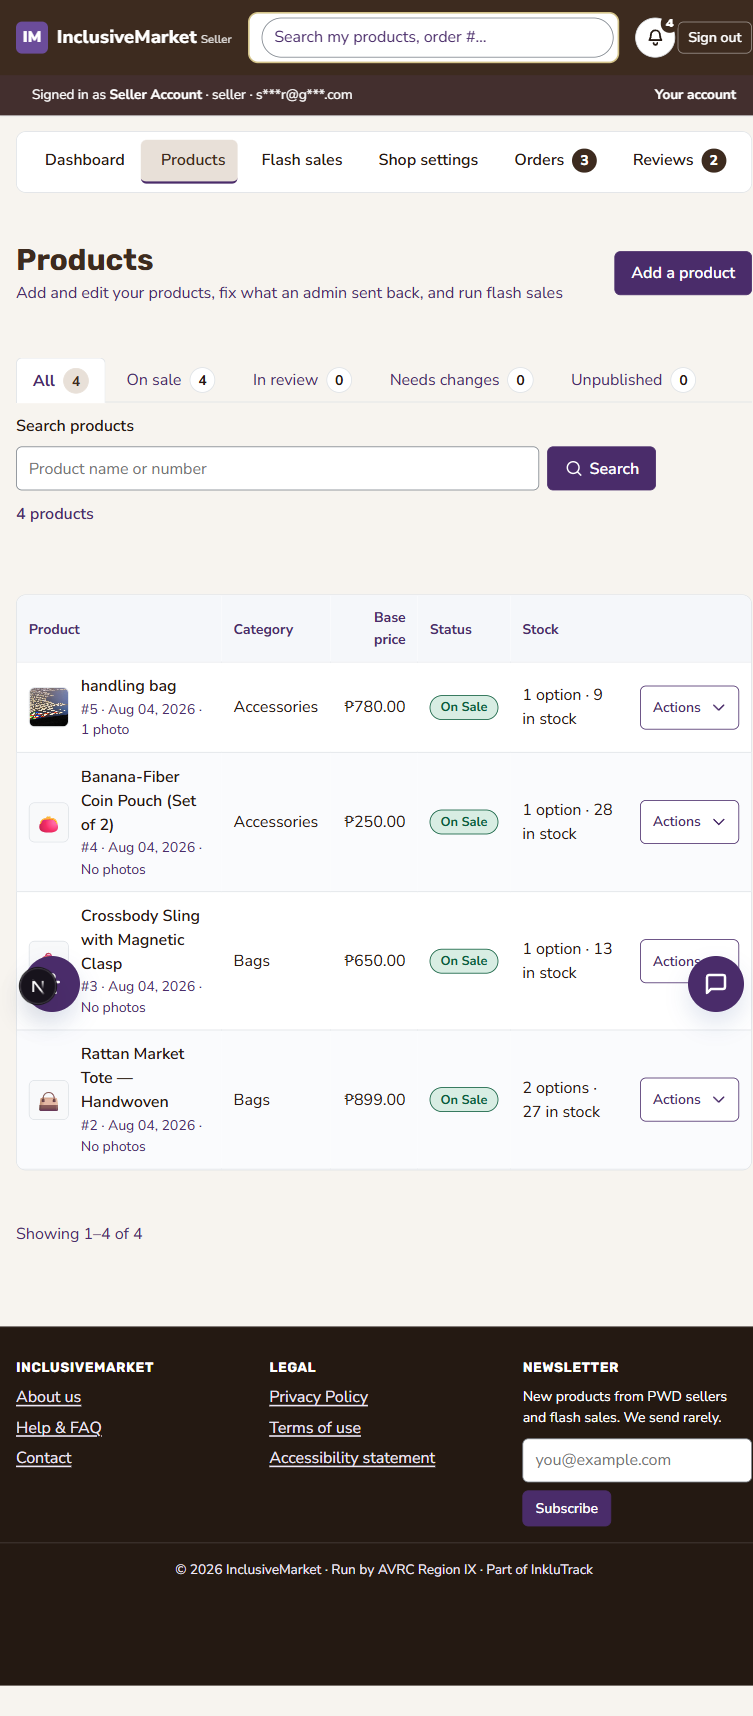 IM InclusiveMarket Seller
Search my products, order #...
4
Sign out
Signed in as Seller Account · seller · s***r@g***.com
Your account
Dashboard
Products
Flash sales
Shop settings
Orders 3
Reviews 2
Products
Add and edit your products, fix what an admin sent back, and run flash sales
Add a product
All 4
On sale 4
In review 0
Needs changes 0
Unpublished 0
Search products
Product name or number
Search
4 products
Product
Category
Base
price
Status
Stock
handling bag
#5 · Aug 04, 2026 ·
1 photo
Accessories
₱780.00
On Sale
1 option · 9
in stock
Actions
Banana-Fiber
Coin Pouch (Set
of 2)
#4 · Aug 04, 2026 ·
No photos
Accessories
₱250.00
On Sale
1 option · 28
in stock
Actions
Crossbody Sling
with Magnetic
Clasp
#3 · Aug 04, 2026 ·
No photos
Bags
₱650.00
On Sale
1 option · 13
in stock
Actions
N
Rattan Market
Tote —
Handwoven
#2 · Aug 04, 2026 ·
No photos
Bags
₱899.00
On Sale
2 options ·
27 in stock
Actions
Showing 1–4 of 4
INCLUSIVEMARKET
About us
Help & FAQ
Contact
LEGAL
Privacy Policy
Terms of use
Accessibility statement
NEWSLETTER
New products from PWD sellers
and flash sales. We send rarely.
you@example.com
Subscribe
© 2026 InclusiveMarket · Run by AVRC Region IX · Part of InkluTrack